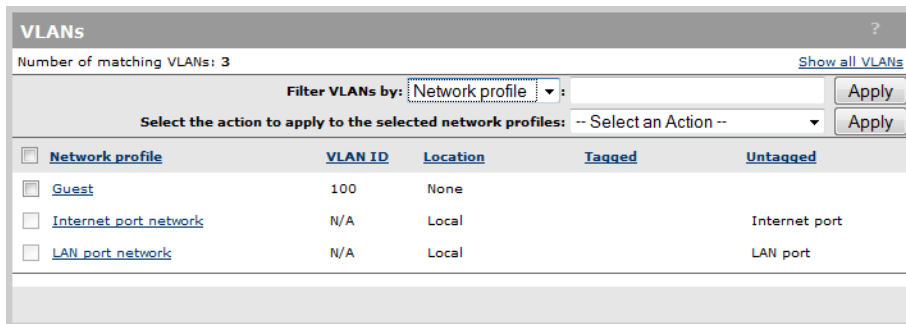 VLANs ?
Number of matching VLANs: 3 Show all VLANs
Filter VLANs by: Network profile : Apply
Select the action to apply to the selected network profiles: -- Select an Action -- Apply
Network profile VLAN ID Location Tagged Untagged
Guest 100 None
Internet port network N/A Local Internet port
LAN port network N/A Local LAN port